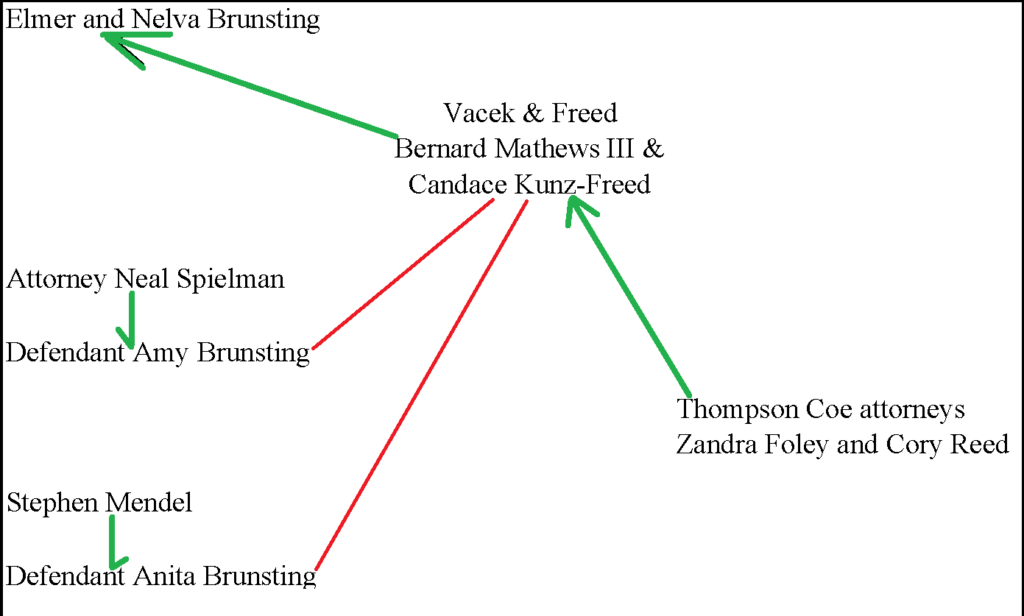 Elmer and Nelva Brunsting
Vacek & Freed
Bernard Mathews III &
Candace Kunz-Freed
Attorney Neal Spielman
Defendant Amy Brunsting
Thompson Coe attorneys
Zandra Foley and Cory Reed
Stephen Mendel
Defendant Anita Brunsting